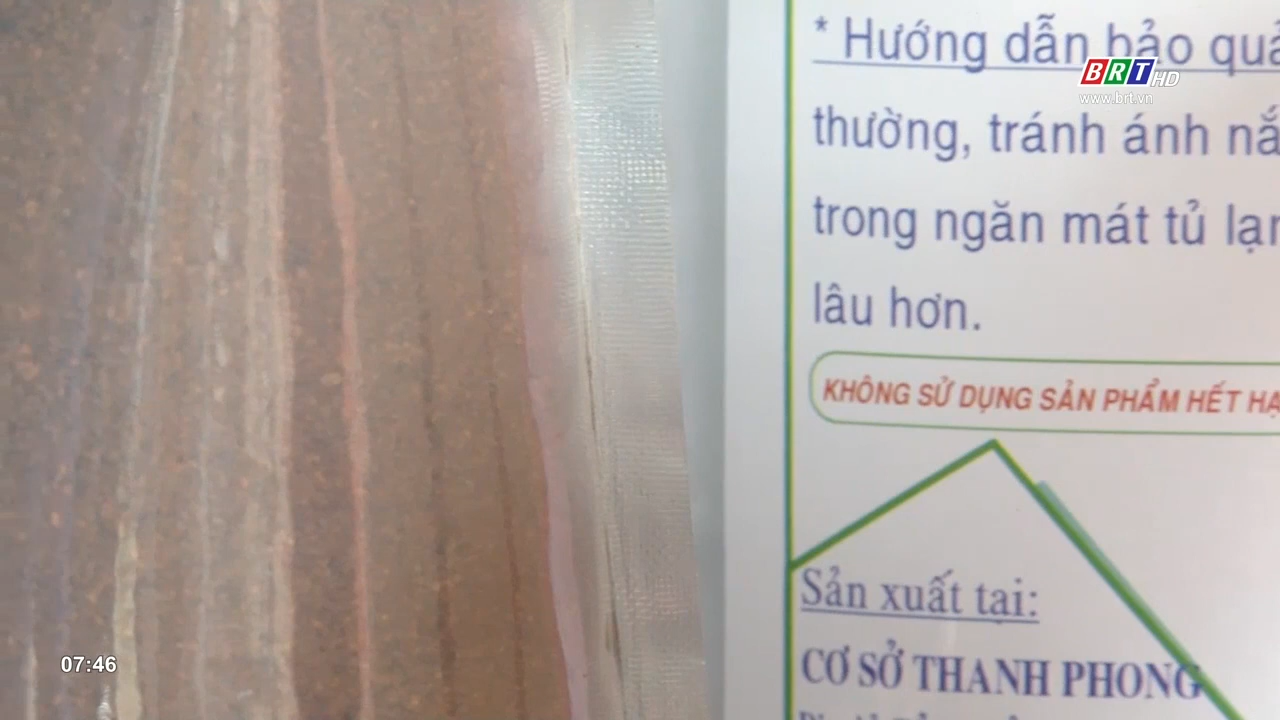 * Hướng dẫn bảo quả
BRT HD
www.brt.vn
thường, tránh ánh nắ
trong ngăn mát tủ lạn
lâu hơn.
KHÔNG SỬ DỤNG SẢN PHẨM HẾT HẠ
Sản xuất tại:
CƠ SỞ THANH PHONG
07:46